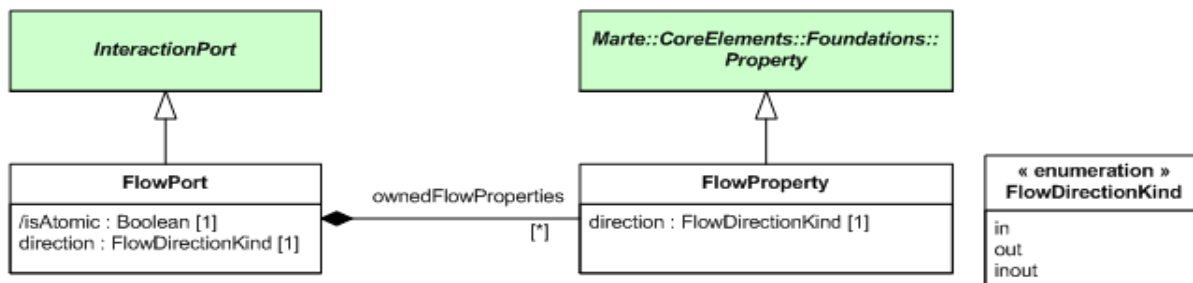 InteractionPort
Marte::CoreElements::Foundations::
Property
FlowPort
/isAtomic : Boolean [1]
direction : FlowDirectionKind [1]
ownedFlowProperties
[*]
FlowProperty
direction : FlowDirectionKind [1]
« enumeration »
FlowDirectionKind
in
out
inout